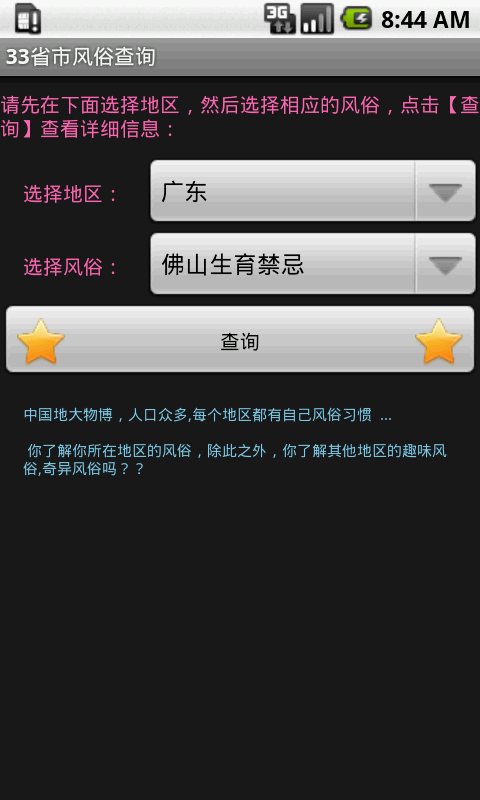 3G
8:44 AM
33省市风俗查询
请先在下面选择地区，然后选择相应的风俗，点击【查
询】查看详细信息：
选择地区：
广东
选择风俗：
佛山生育禁忌
查询
中国地大物博，人口众多,每个地区都有自己风俗习惯 ...
你了解你所在地区的风俗，除此之外，你了解其他地区的趣味风
俗,奇异风俗吗？？